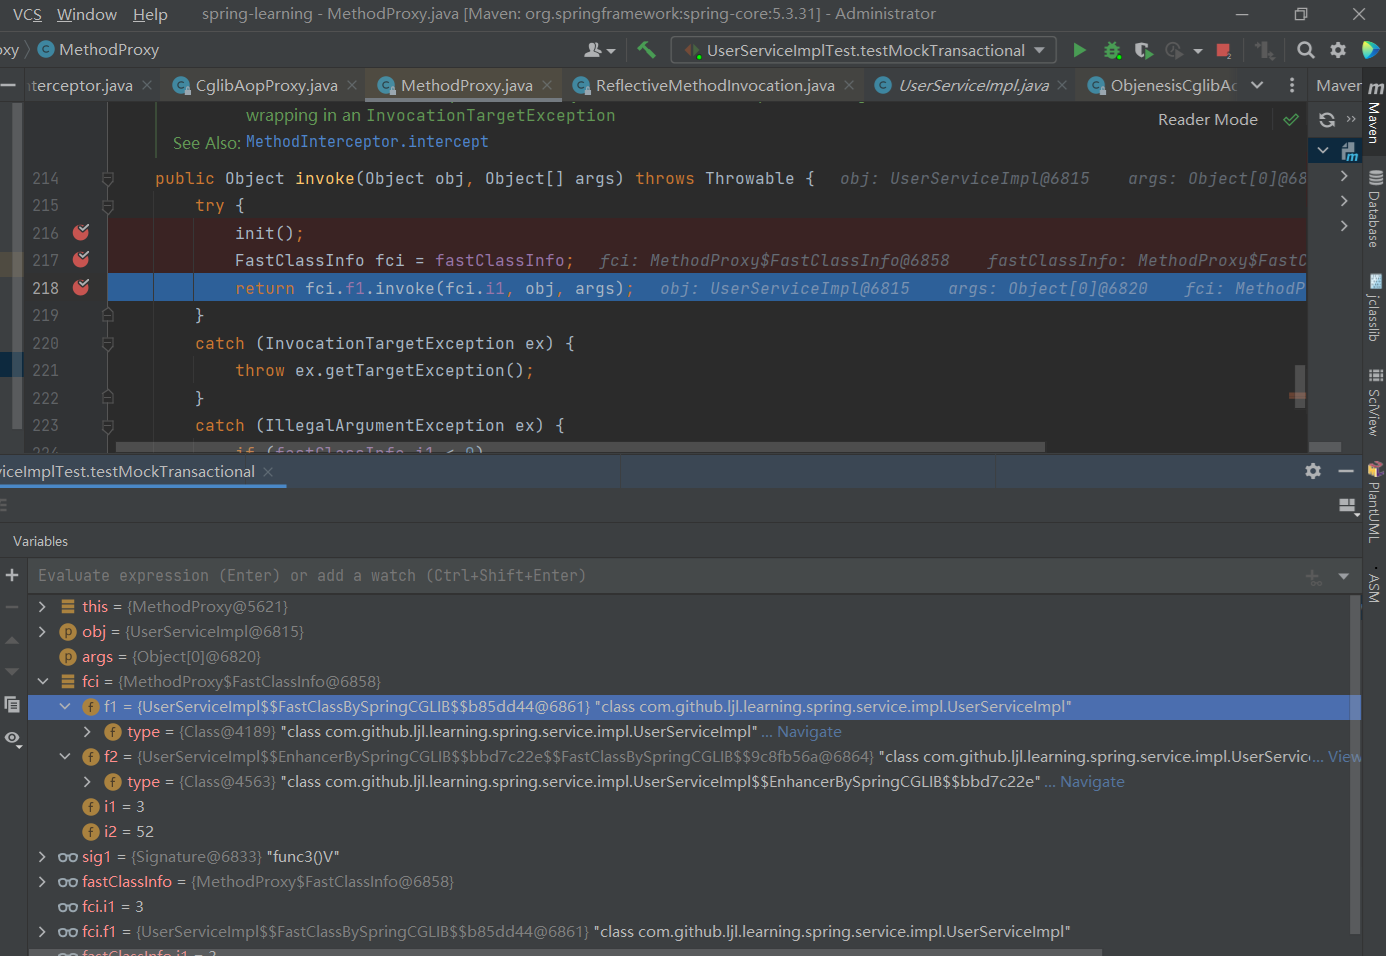 VCS Window Help spring-learning - MethodProxy.java [Maven: org.springframework:spring-core:5.3.31] - Administrator
oxy MethodProxy UserServiceImplTest.testMockTransactional
nterceptor.java CglibAopProxy.java MethodProxy.java ReflectiveMethodInvocation.java UserServiceImpl.java ObjenesisCglibAo Maven
wrapping in an InvocationTargetException
Reader Mode
See Also: MethodInterceptor.intercept
214 public Object invoke(Object obj, Object[] args) throws Throwable { obj: UserServiceImpl@6815 args: Object[0]@68
215 try {
216 init();
217 FastClassInfo fci = fastClassInfo; fci: MethodProxy$FastClassInfo@6858 fastClassInfo: MethodProxy$FastC
218 return fci.f1.invoke(fci.i1, obj, args); obj: UserServiceImpl@6815 args: Object[0]@6820 fci: MethodP
219 }
220 catch (InvocationTargetException ex) {
221 throw ex.getTargetException();
222 }
223 catch (IllegalArgumentException ex) {
224 if (fastClassInfo.i1 < 0)
Maven
Database
jclasslib
SciView
PlantUML
ASM
viceImplTest.testMockTransactional
Variables
Evaluate expression (Enter) or add a watch (Ctrl+Shift+Enter)
this = {MethodProxy@5621}
p obj = {UserServiceImpl@6815}
p args = {Object[0]@6820}
fci = {MethodProxy$FastClassInfo@6858}
f f1 = {UserServiceImpl$$FastClassBySpringCGLIB$$b85dd44@6861} "class com.github.ljl.learning.spring.service.impl.UserServiceImpl"
f type = {Class@4189} "class com.github.ljl.learning.spring.service.impl.UserServiceImpl" ... Navigate
f f2 = {UserServiceImpl$$EnhancerBySpringCGLIB$$bbd7c22e$$FastClassBySpringCGLIB$$9c8fb56a@6864} "class com.github.ljl.learning.spring.service.impl.UserServic... View
f type = {Class@4563} "class com.github.ljl.learning.spring.service.impl.UserServiceImpl$$EnhancerBySpringCGLIB$$bbd7c22e" ... Navigate
f i1 = 3
f i2 = 52
sig1 = {Signature@6833} "func3()V"
fastClassInfo = {MethodProxy$FastClassInfo@6858}
fci.i1 = 3
fci.f1 = {UserServiceImpl$$FastClassBySpringCGLIB$$b85dd44@6861} "class com.github.ljl.learning.spring.service.impl.UserServiceImpl"
fastClassInfo.i1 = 3